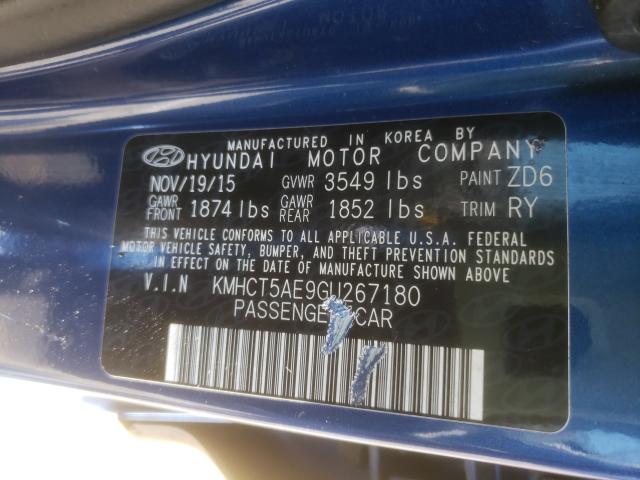 MANUFACTURED IN KOREA BY
HYUNDAI MOTOR COMPANY
NOV/19/15 GVWR 3549 lbs PAINT ZD6
GAWR FRONT 1874 lbs GAWR REAR 1852 lbs TRIM RY
THIS VEHICLE CONFORMS TO ALL APPLICABLE U.S.A. FEDERAL
MOTOR VEHICLE SAFETY, BUMPER, AND THEFT PREVENTION STANDARDS
IN EFFECT ON THE DATE OF MANUFACTURE SHOWN ABOVE.
V.I.N KMHCT5AE9GU267180
PASSENGER CAR